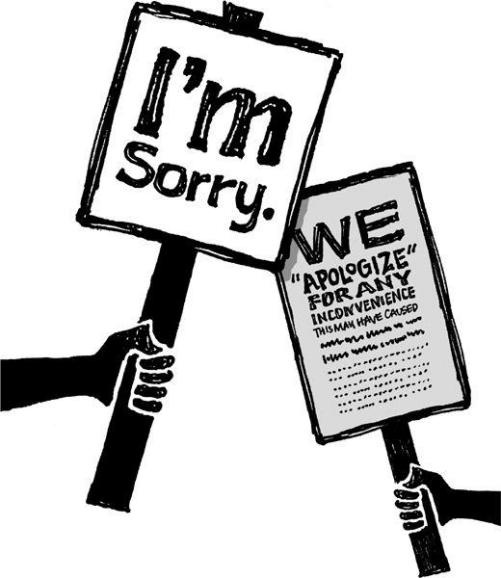 I'm
Sorry.
WE
"APOLOGIZE"
FOR ANY
INCONVENIENCE
THIS MAY HAVE CAUSED